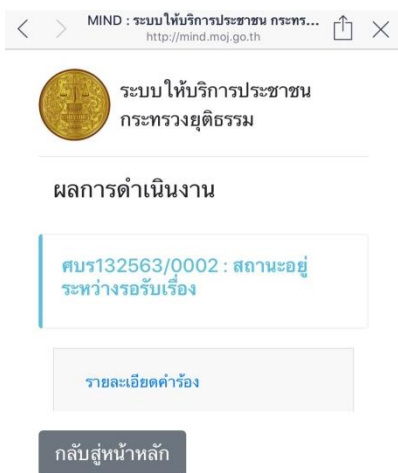 MIND : ระบบให้บริการประชาชน กระทร...
http://mind.moj.go.th
ระบบให้บริการประชาชน
กระทรวงยุติธรรม
ผลการดำเนินงาน
ศบร132563/0002 : สถานะอยู่
ระหว่างรอรับเรื่อง
รายละเอียดคำร้อง
กลับสู่หน้าหลัก